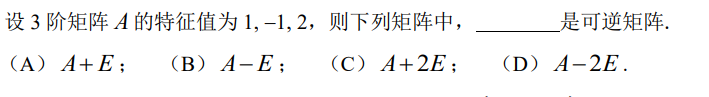 设 3 阶矩阵 A 的特征值为 1, –1, 2，则下列矩阵中，________是可逆矩阵.
（A） A+E； （B） A−E； （C） A+2E； （D） A−2E.